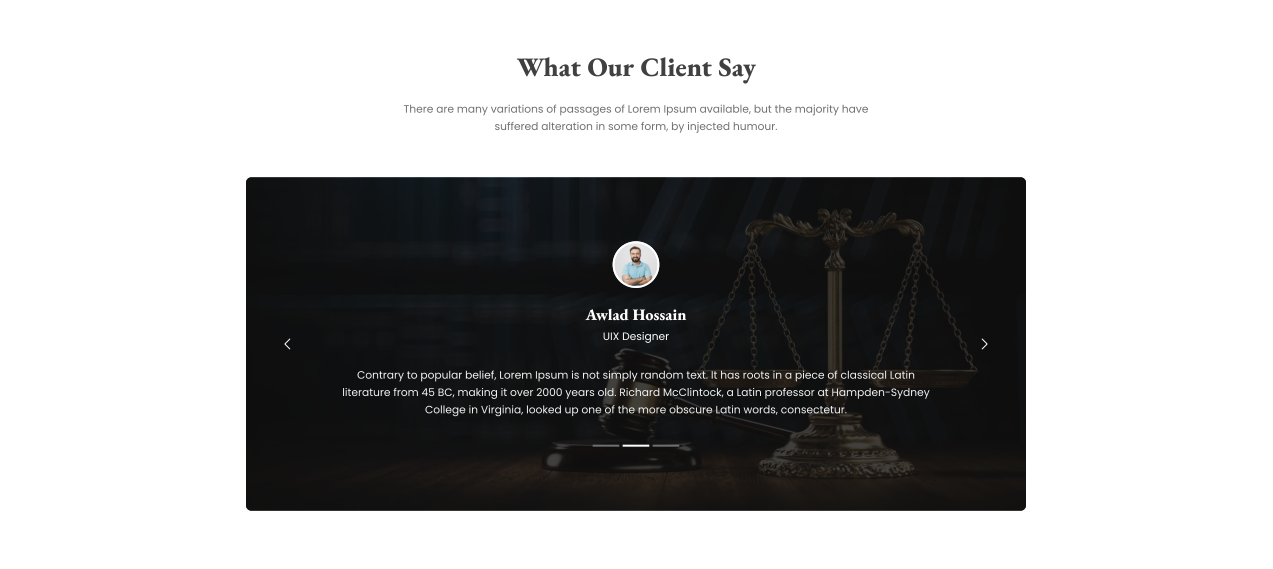 What Our Client Say
There are many variations of passages of Lorem Ipsum available, but the majority have
suffered alteration in some form, by injected humour.
Awlad Hossain
UIX Designer
Contrary to popular belief, Lorem Ipsum is not simply random text. It has roots in a piece of classical Latin
literature from 45 BC, making it over 2000 years old. Richard McClintock, a Latin professor at Hampden-Sydney
College in Virginia, looked up one of the more obscure Latin words, consectetur.